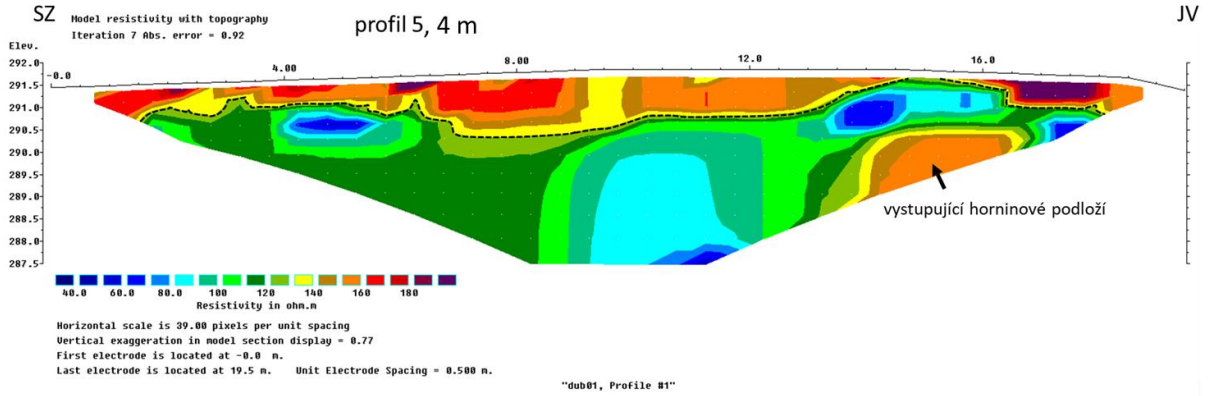 SZ
Model resistivity with topography
Iteration 7 Abs. error = 0.92
profil 5, 4 m
JV
Elev.
292.0
291.5
291.0
290.5
290.0
289.5
289.0
288.5
288.0
287.5
-0.0
4.00
8.00
12.0
16.0
vystupující horninové podloží
40.0 60.0 80.0 100 120 140 160 180
Resistivity in ohm.m
Horizontal scale is 39.00 pixels per unit spacing
Vertical exaggeration in model section display = 0.77
First electrode is located at -0.0 m.
Last electrode is located at 19.5 m. Unit Electrode Spacing = 0.500 m.
"dub01, Profile #1"